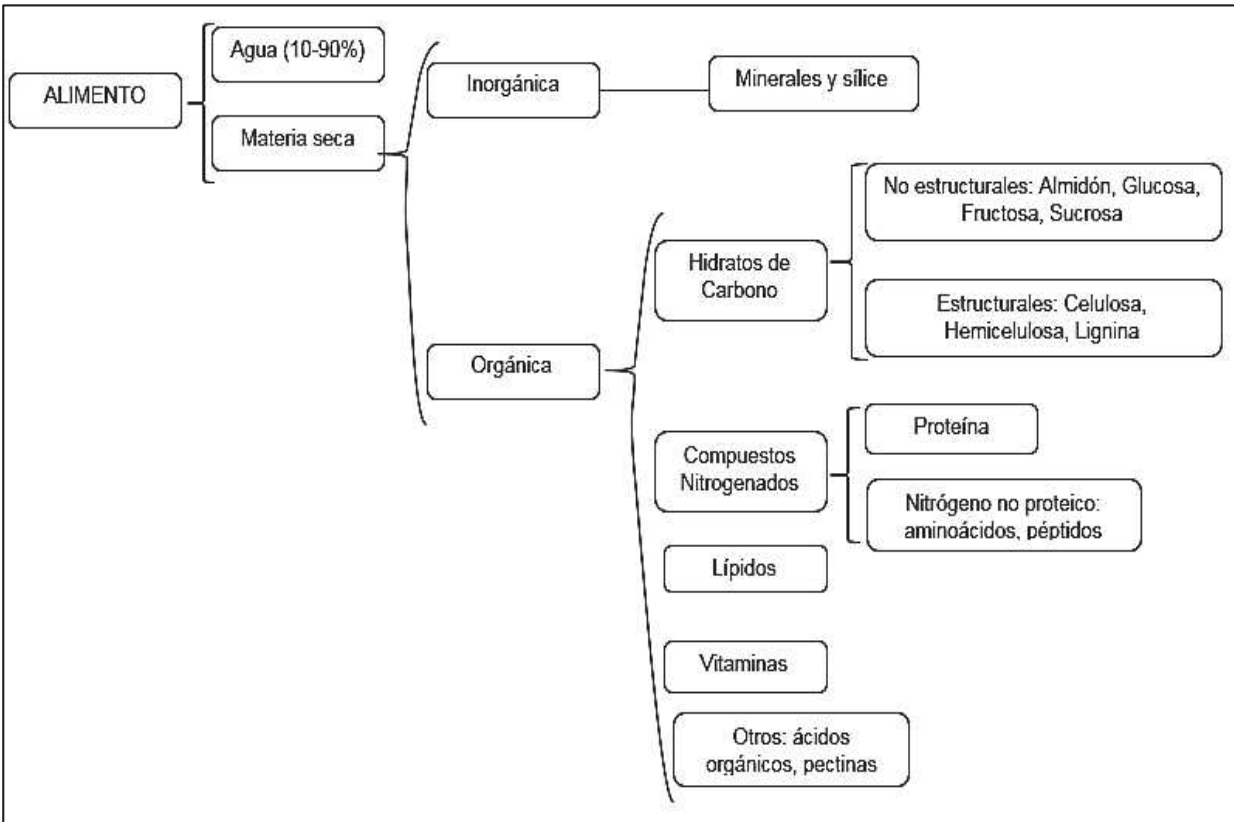 ALIMENTO
Agua (10-90%)
Materia seca
Inorgánica
Minerales y sílice
Orgánica
Hidratos de
Carbono
No estructurales: Almidón, Glucosa,
Fructosa, Sucrosa
Estructurales: Celulosa,
Hemicelulosa, Lignina
Compuestos
Nitrogenados
Proteína
Nitrógeno no proteico:
aminoácidos, péptidos
Lípidos
Vitaminas
Otros: ácidos
orgánicos, pectinas